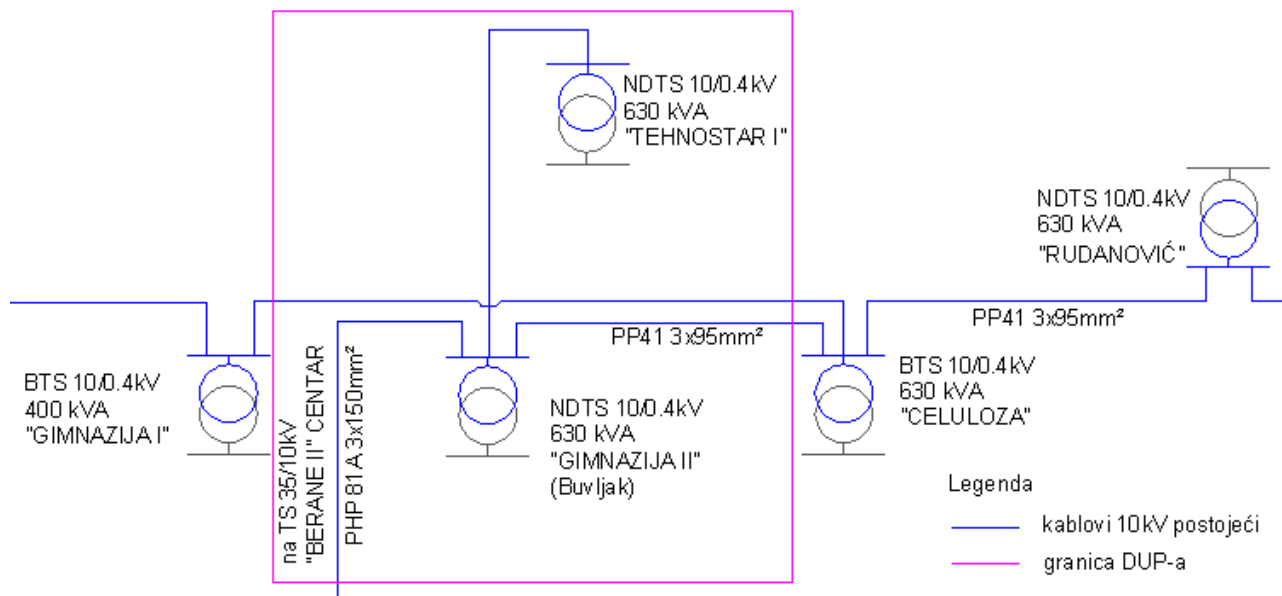 NDTS 10/0.4kV
630 kVA
"TEHNOSTAR I"
NDTS 10/0.4kV
630 kVA
"RUDANOVIĆ"
PP41 3x95mm²
PP41 3x95mm²
BTS 10/0.4kV
400 kVA
"GIMNAZIJA I"
na TS 35/10kV
"BERANE II" CENTAR
PHP 81 A 3x150mm²
NDTS 10/0.4kV
630 kVA
"GIMNAZIJA II"
(Buvljak)
BTS 10/0.4kV
630 kVA
"CELULOZA"
Legenda
kablovi 10kV postojeći
granica DUP-a